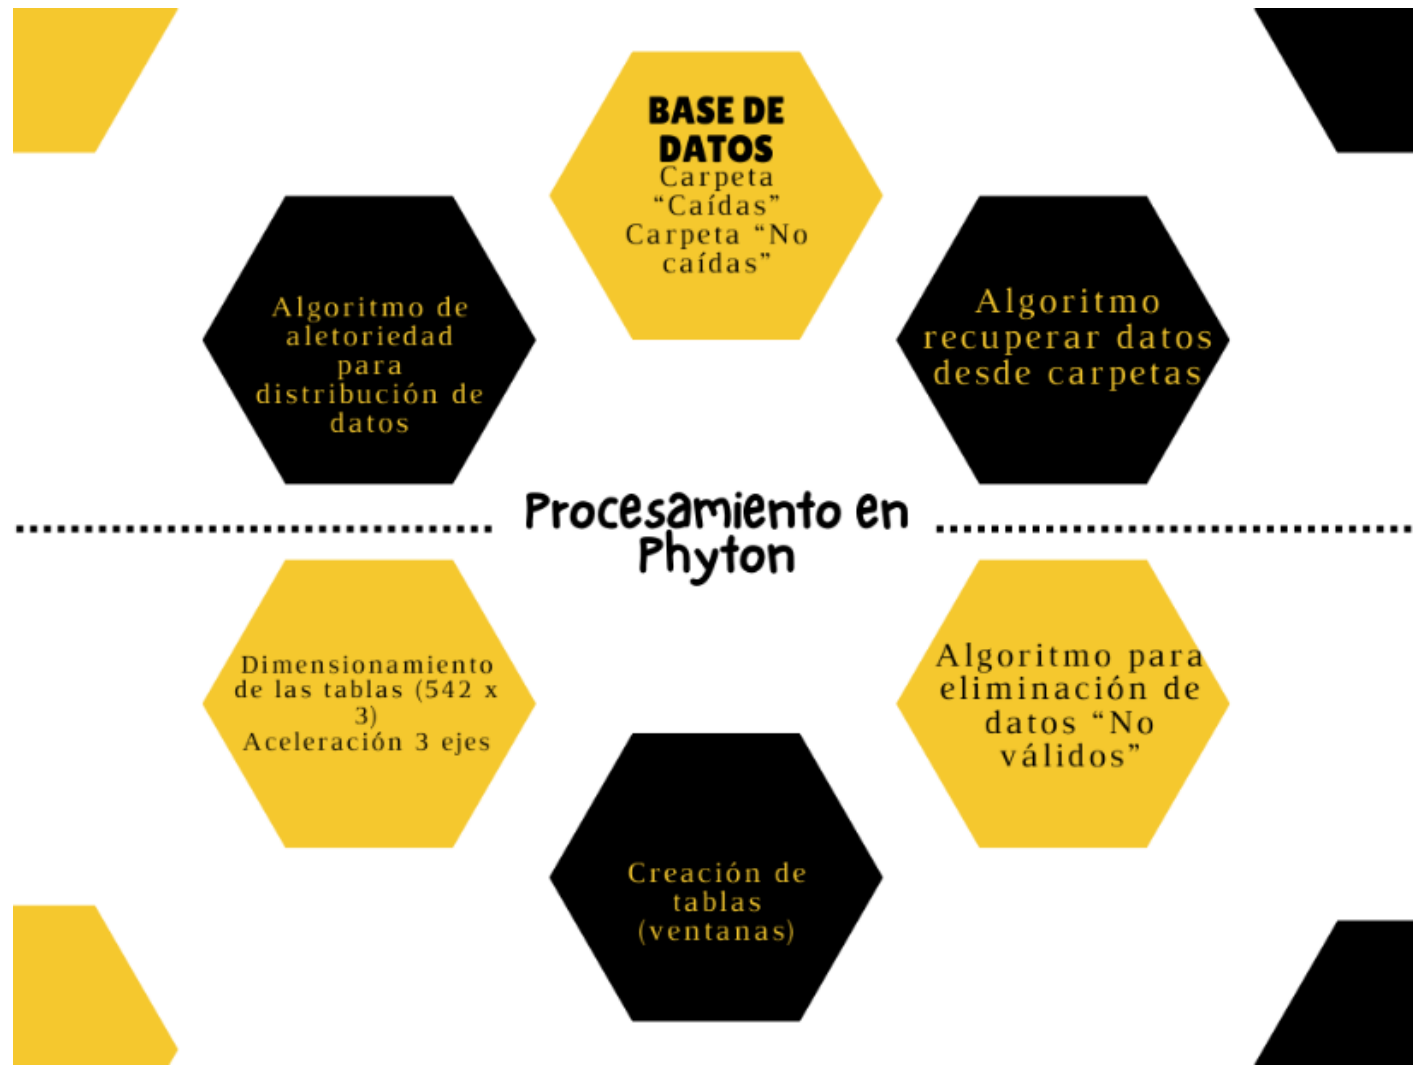 BASE DE
DATOS
Carpeta
“Caídas”
Carpeta “No
caídas”
Algoritmo de
aletoriedad
para
distribución de
datos
Algoritmo
recuperar datos
desde carpetas
Procesamiento en
Phyton
Dimensionamiento
de las tablas (542 x
3)
Aceleración 3 ejes
Algoritmo para
eliminación de
datos “No
válidos”
Creación de
tablas
(ventanas)